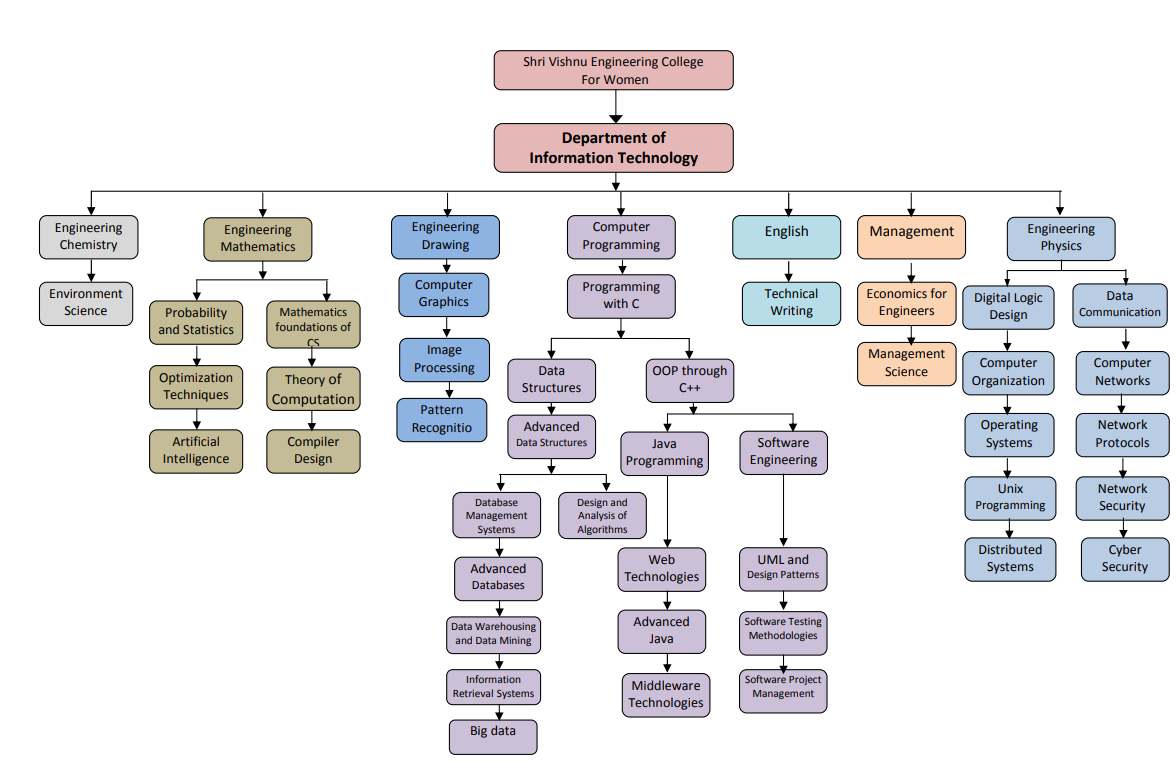 Shri Vishnu Engineering College
For Women
Department of
Information Technology
Engineering
Chemistry
Environment
Science
Engineering
Mathematics
Probability
and Statistics
Optimization
Techniques
Artificial
Intelligence
Mathematics
foundations of
CS
Theory of
Computation
Compiler
Design
Engineering
Drawing
Computer
Graphics
Image
Processing
Pattern
Recognitio
Computer
Programming
Programming
with C
Data
Structures
Advanced
Data Structures
Database
Management
Systems
Advanced
Databases
Data Warehousing
and Data Mining
Information
Retrieval Systems
Big data
Design and
Analysis of
Algorithms
OOP through
C++
Java
Programming
Web
Technologies
Advanced
Java
Middleware
Technologies
Software
Engineering
UML and
Design Patterns
Software Testing
Methodologies
Software Project
Management
English
Technical
Writing
Management
Economics for
Engineers
Management
Science
Engineering
Physics
Digital Logic
Design
Computer
Organization
Operating
Systems
Unix
Programming
Distributed
Systems
Data
Communication
Computer
Networks
Network
Protocols
Network
Security
Cyber
Security